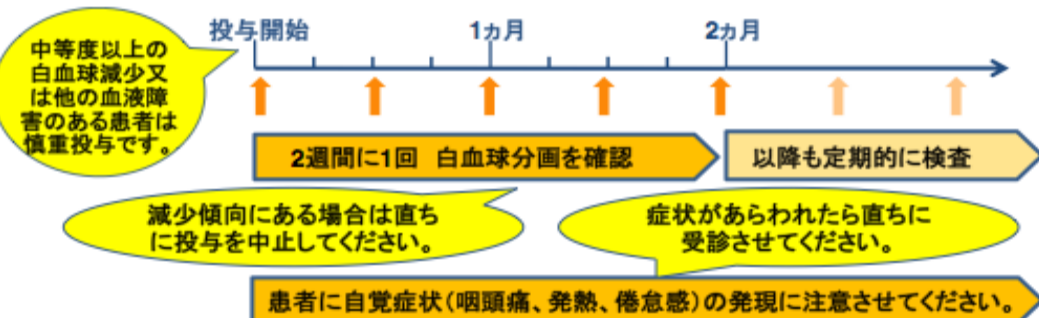 投与開始
1ヵ月
2ヵ月
中等度以上の
白血球減少又
は他の血液障
害のある患者は
慎重投与です。
2週間に1回 白血球分画を確認
以降も定期的に検査
減少傾向にある場合は直ち
に投与を中止してください。
症状があらわれたら直ちに
受診させてください。
患者に自覚症状(咽頭痛、発熱、倦怠感)の発現に注意させてください。